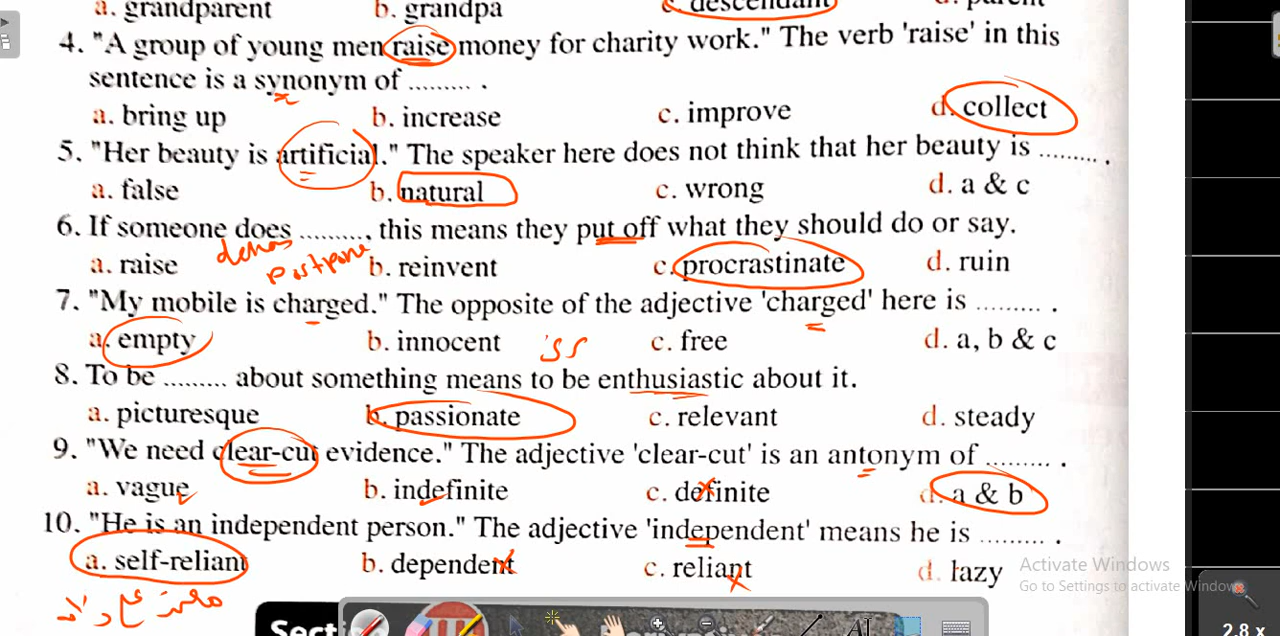 a. grandparent b. grandpa c. descendant d. parent
4. "A group of young men raise money for charity work." The verb 'raise' in this
sentence is a synonym of ......... .
a. bring up b. increase c. improve d. collect
5. "Her beauty is artificial." The speaker here does not think that her beauty is ......... .
a. false b. natural c. wrong d. a & c
6. If someone does ........., this means they put off what they should do or say.
postpone
a. raise b. reinvent c. procrastinate d. ruin
7. "My mobile is charged." The opposite of the adjective 'charged' here is ......... .
a. empty b. innocent c. free d. a, b & c
8. To be ......... about something means to be enthusiastic about it.
a. picturesque b. passionate c. relevant d. steady
9. "We need clear-cut evidence." The adjective 'clear-cut' is an antonym of ......... .
a. vague b. indefinite c. definite d. a & b
10. "He is an independent person." The adjective 'independent' means he is ......... .
a. self-reliant b. dependent c. reliant d. lazy
Activate Windows
Go to Settings to activate Windows.
Secti
2.8 x